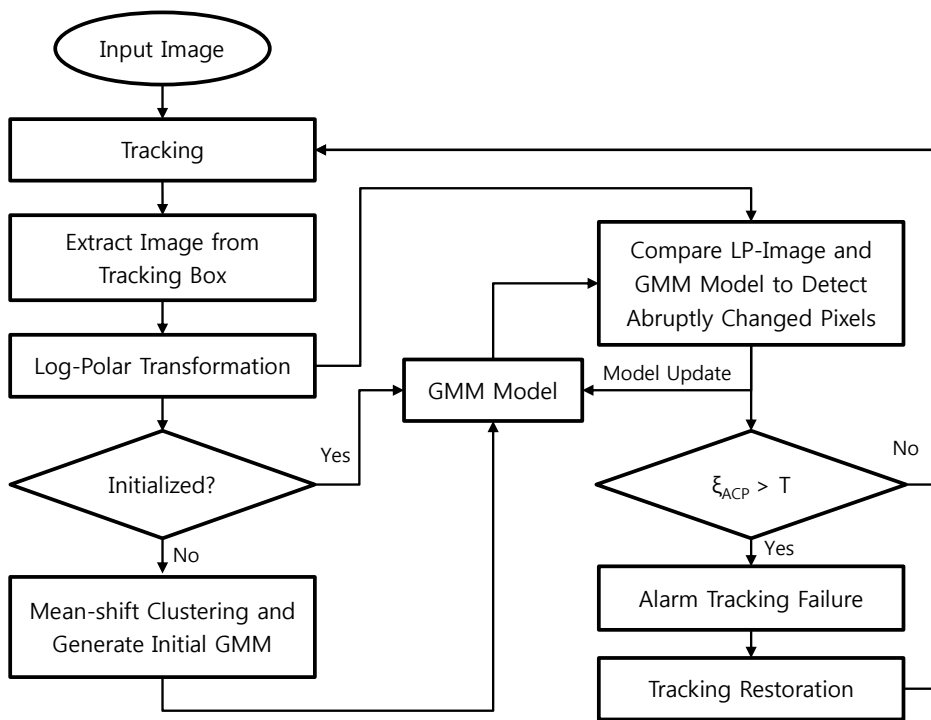 Input Image
Tracking
Extract Image from
Tracking Box
Log-Polar Transformation
Initialized?
Yes
No
Mean-shift Clustering and
Generate Initial GMM
GMM Model
Compare LP-Image and
GMM Model to Detect
Abruptly Changed Pixels
Model Update
ξACP > T
No
Yes
Alarm Tracking Failure
Tracking Restoration